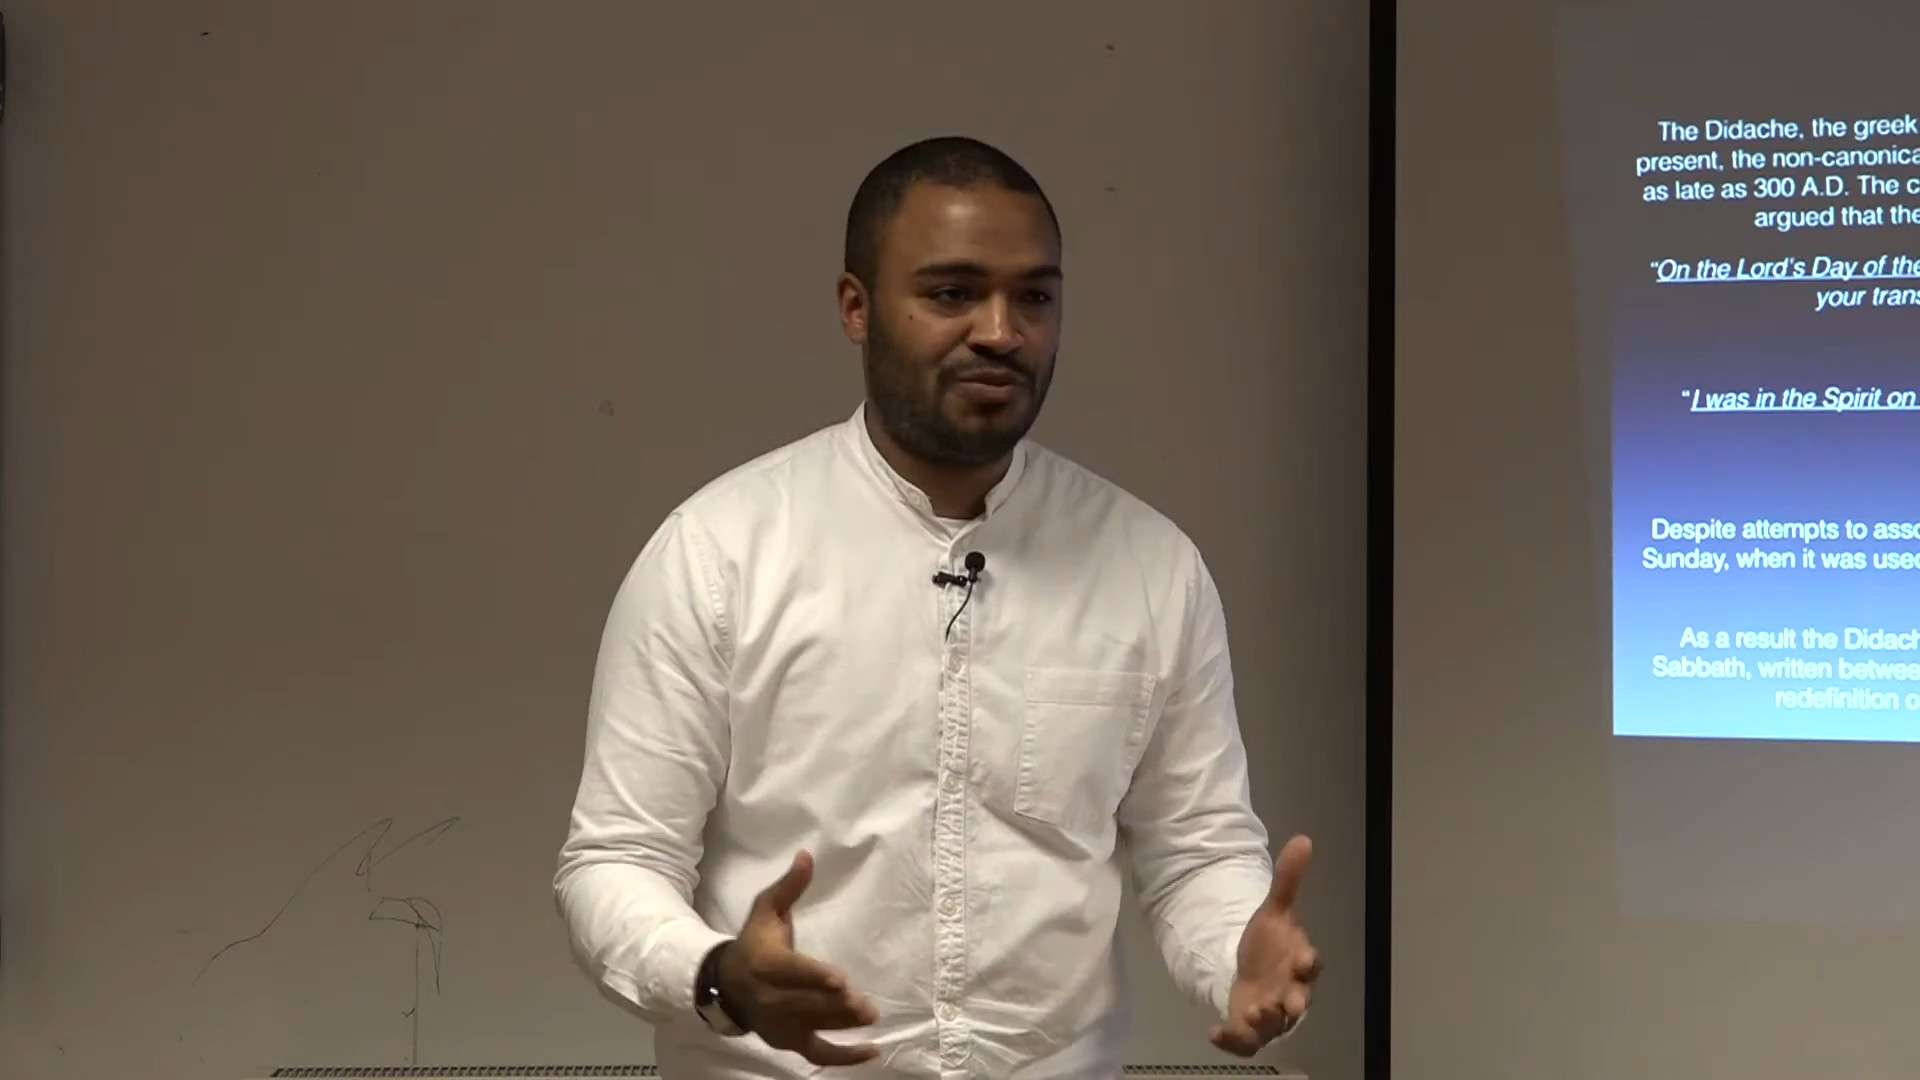 The Didache, the greek
present, the non-canonica
as late as 300 A.D. The c
argued that the
“On the Lord's Day of the
your trans
“I was in the Spirit on
Despite attempts to asso
Sunday, when it was used
As a result the Didach
Sabbath, written betwee
redefinition o